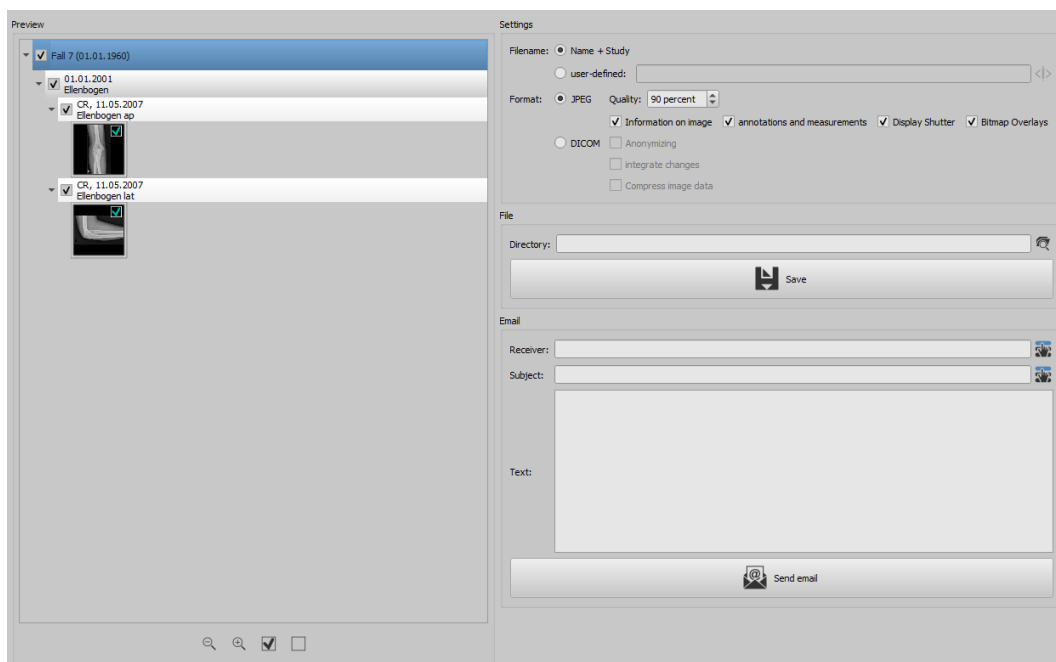 Preview
Fall 7 (01.01.1960)
01.01.2001
Ellenbogen
CR, 11.05.2007
Ellenbogen ap
CR, 11.05.2007
Ellenbogen lat
Settings
Filename: Name + Study
user-defined:
Format: JPEG Quality: 90 percent
Information on image annotations and measurements Display Shutter Bitmap Overlays
DICOM Anonymizing
integrate changes
Compress image data
File
Directory:
Save
Email
Receiver:
Subject:
Text:
@
Send email